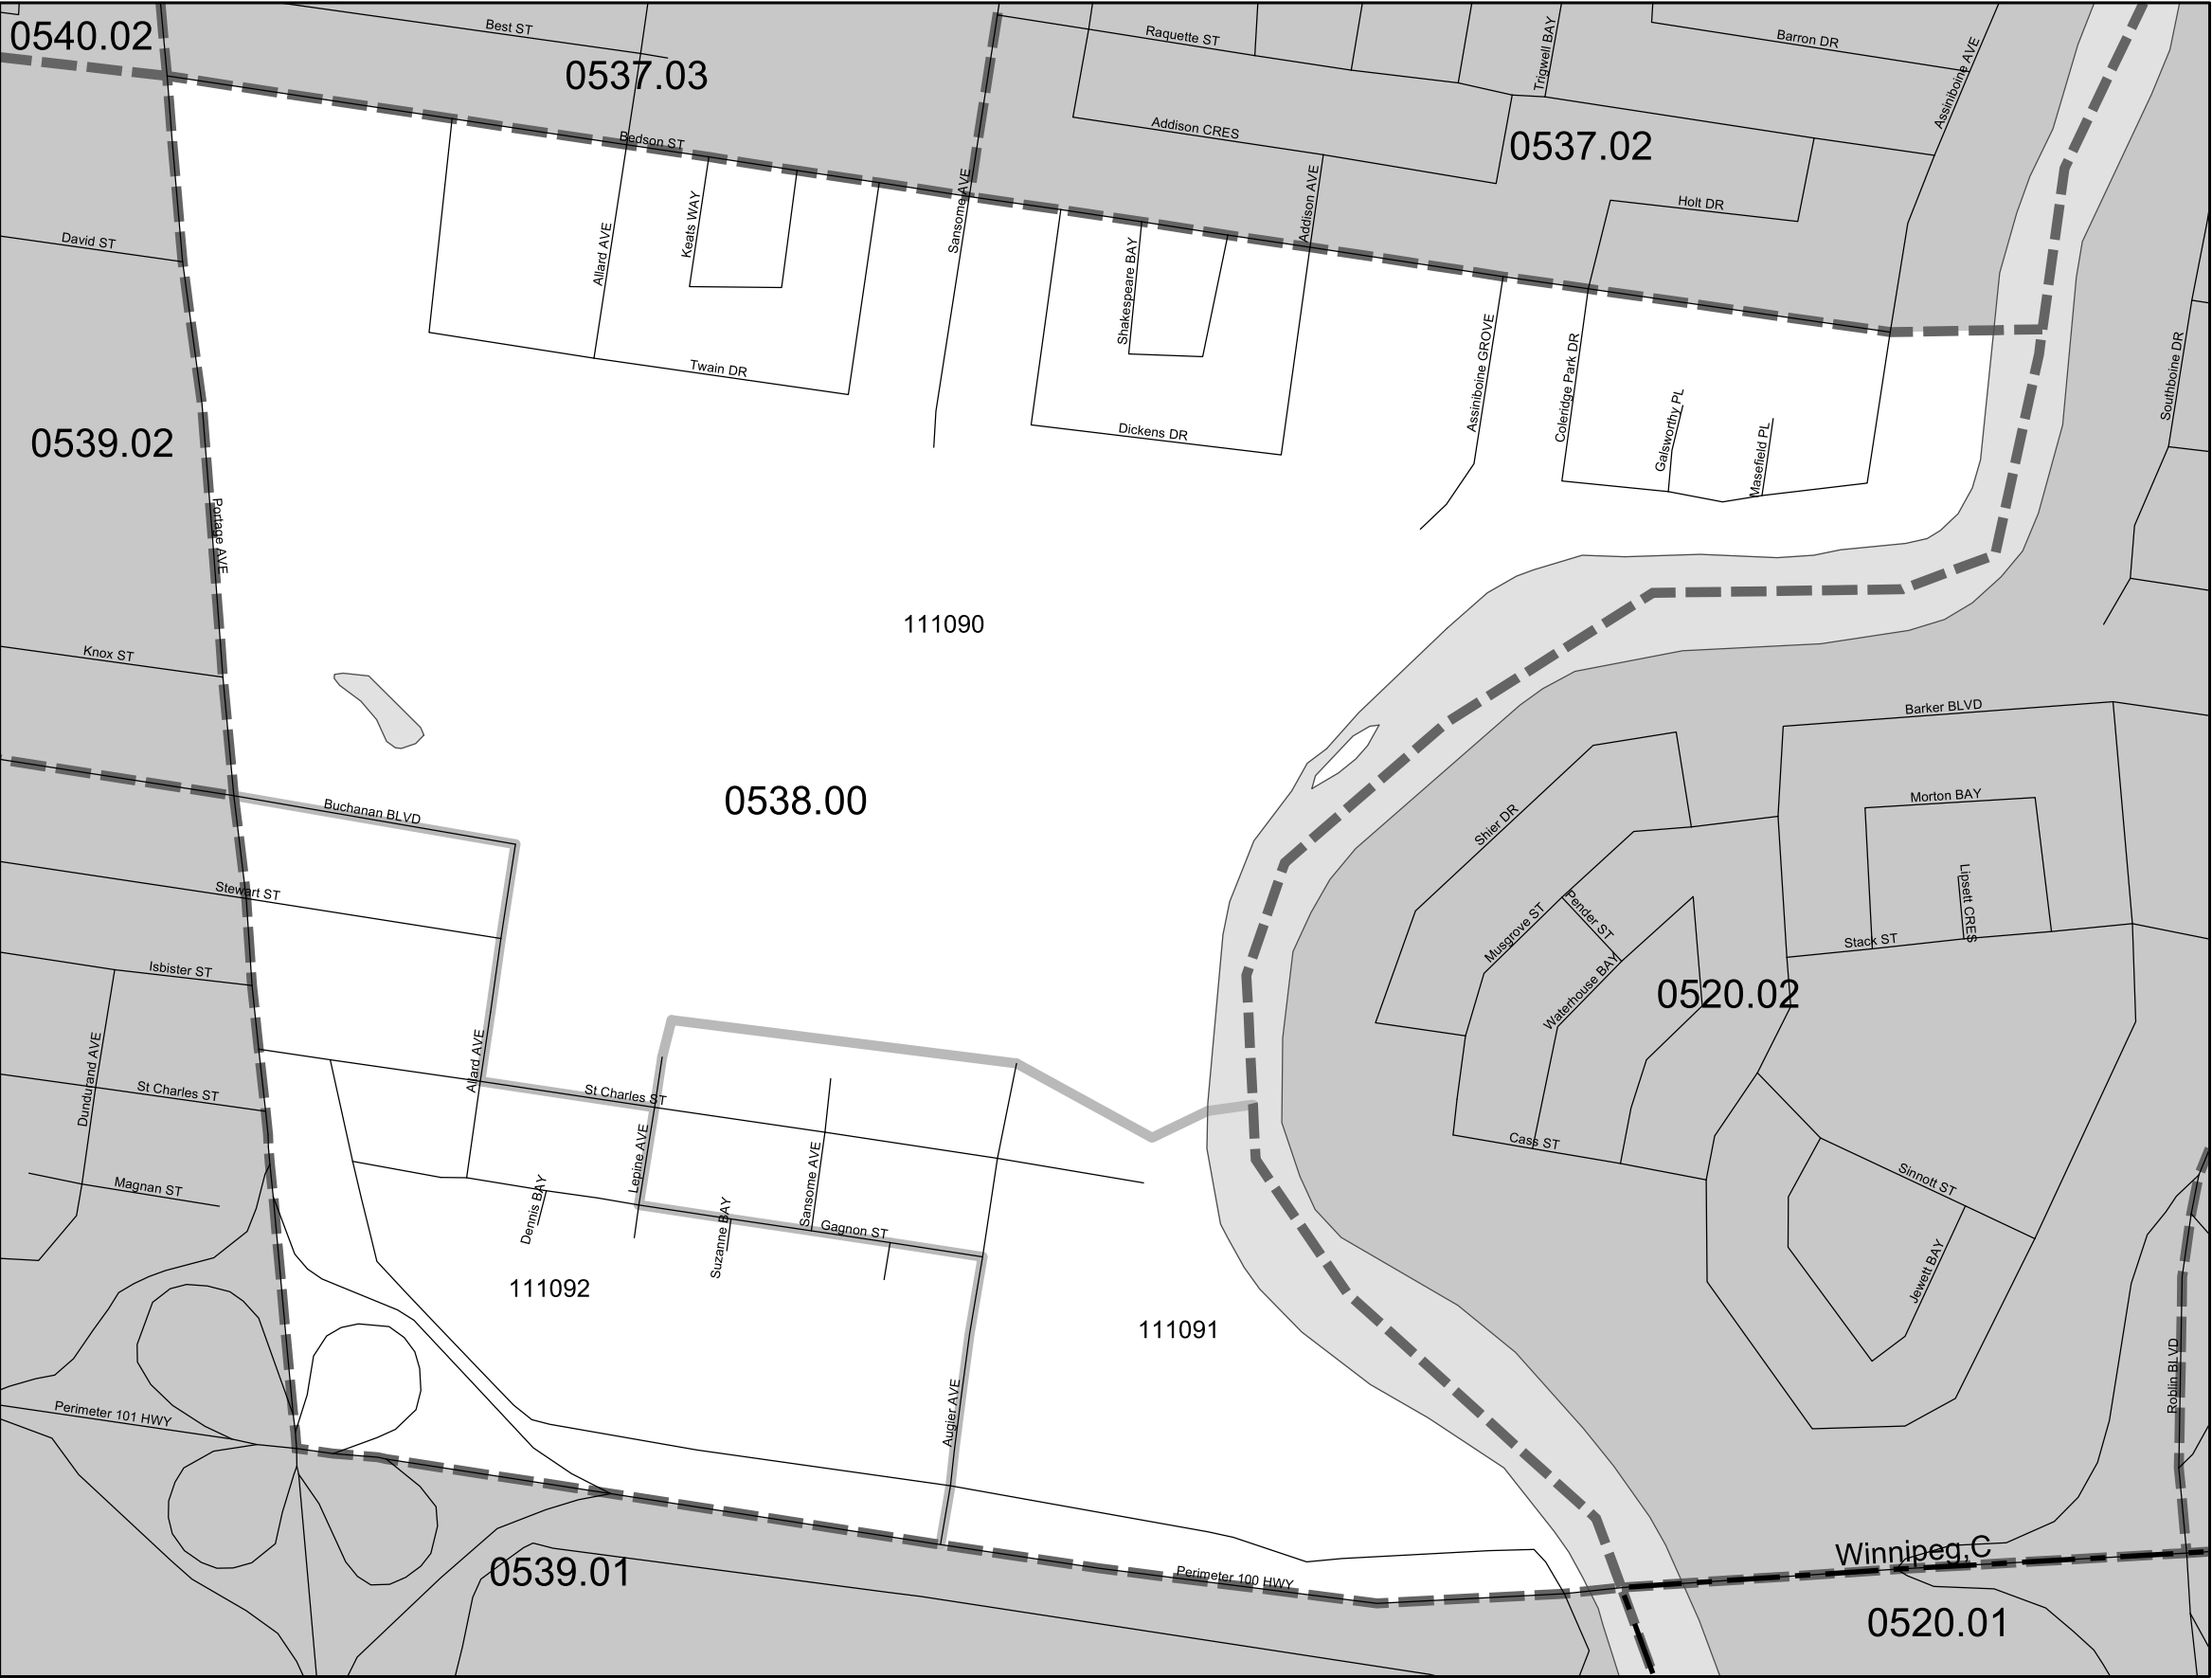 Best ST
0540.02
Raquette ST
Trigwell BAY
Barron DR
0537.03
Assiniboine AVE
Bedson ST
Addison CRES
0537.02
Sansome AVE
Addison AVE
Holt DR
David ST
Allard AVE
Keats WAY
Shakespeare BAY
Assiniboine GROVE
Coleridge Park DR
Southboine DR
Twain DR
0539.02
Dickens DR
Galsworthy PL
Masefield PL
Portage AVE
111090
Knox ST
Barker BLVD
0538.00
Buchanan BLVD
Morton BAY
Shier DR
Stewart ST
Lipsett CRES
Pender ST
Musgrove ST
Stack ST
Isbister ST
Waterhouse BAY
0520.02
Dundurand AVE
Allard AVE
St Charles ST
St Charles ST
Cass ST
Lepine AVE
Sansome AVE
Magnan ST
Sinnott ST
Dennis BAY
Suzanne BAY
Gagnon ST
Jewett BAY
111092
111091
Roblin BLVD
Perimeter 101 HWY
Augier AVE
Winnipeg,C
0539.01
Perimeter 100 HWY
0520.01